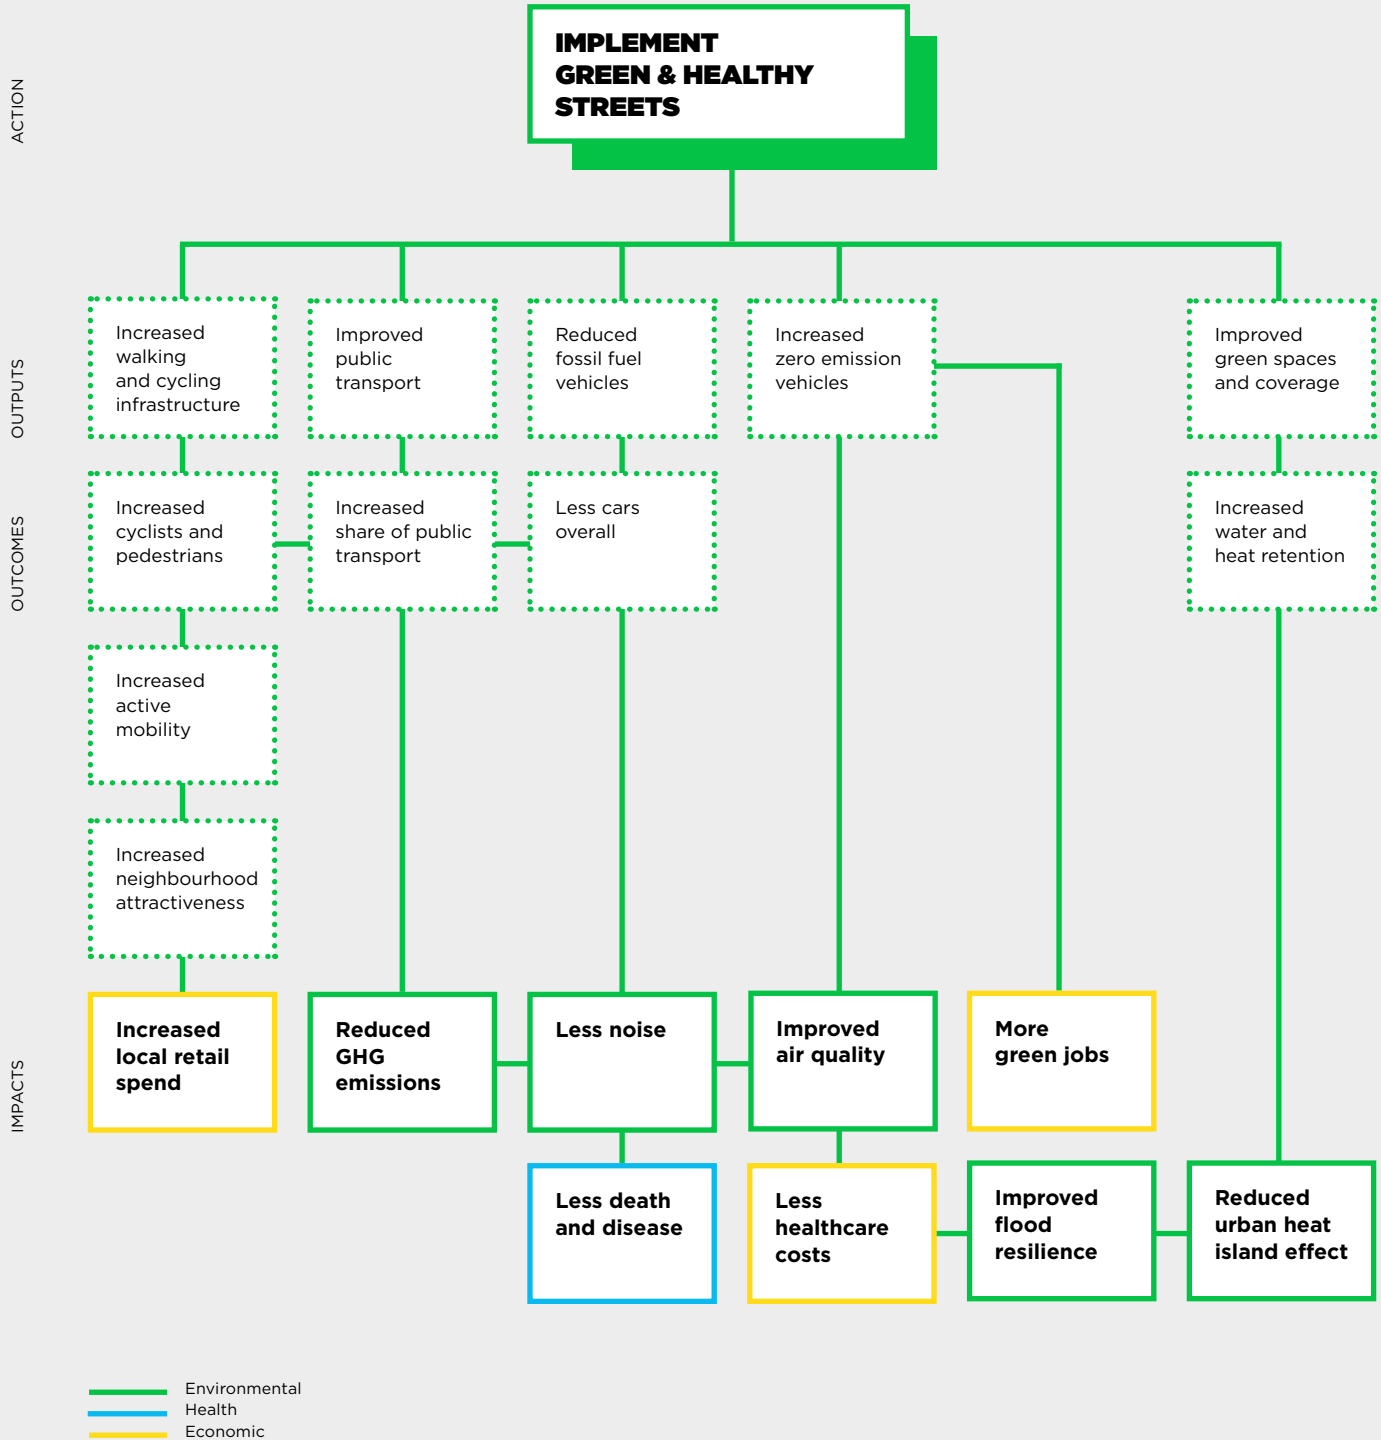 ACTION
IMPLEMENT
GREEN & HEALTHY
STREETS
OUTPUTS
Increased
walking
and cycling
infrastructure
Improved
public
transport
Reduced
fossil fuel
vehicles
Increased
zero emission
vehicles
Improved
green spaces
and coverage
OUTCOMES
Increased
cyclists and
pedestrians
Increased
share of public
transport
Less cars
overall
Increased
water and
heat retention
Increased
active
mobility
Increased
neighbourhood
attractiveness
IMPACTS
Increased
local retail
spend
Reduced
GHG
emissions
Less noise
Improved
air quality
More
green jobs
Less death
and disease
Less
healthcare
costs
Improved
flood
resilience
Reduced
urban heat
island effect
Environmental
Health
Economic